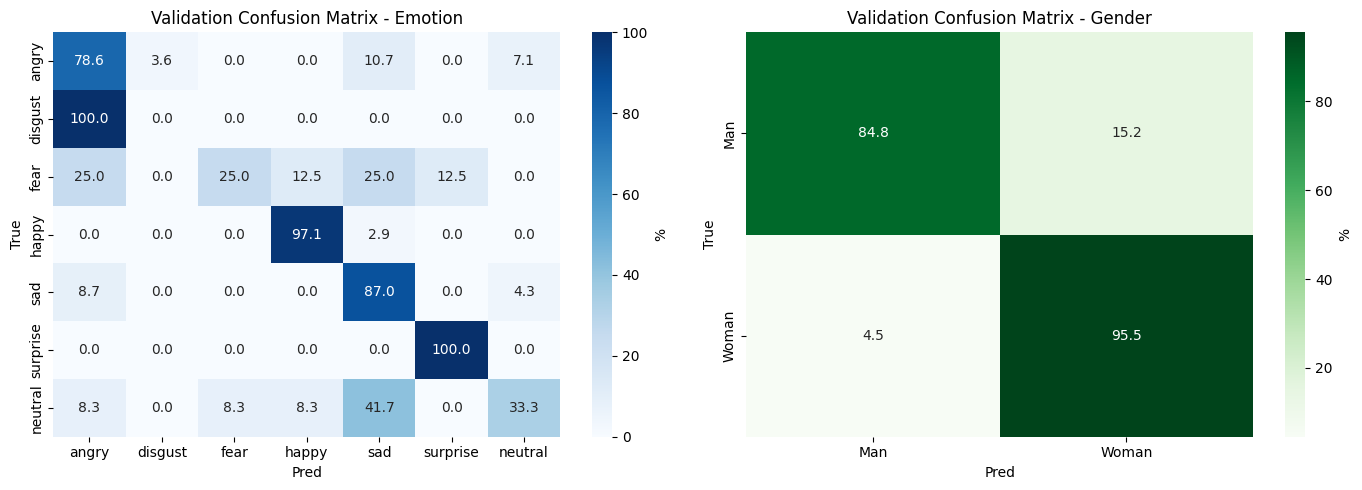 Validation Confusion Matrix - Emotion
True
angry 78.6 3.6 0.0 0.0 10.7 0.0 7.1
disgust 100.0 0.0 0.0 0.0 0.0 0.0 0.0
fear 25.0 0.0 25.0 12.5 25.0 12.5 0.0
happy 0.0 0.0 0.0 97.1 2.9 0.0 0.0
sad 8.7 0.0 0.0 0.0 87.0 0.0 4.3
surprise 0.0 0.0 0.0 0.0 0.0 100.0 0.0
neutral 8.3 0.0 8.3 8.3 41.7 0.0 33.3
angry disgust fear happy sad surprise neutral
Pred
100
80
60
40
20
0
%
Validation Confusion Matrix - Gender
True
Man 84.8 15.2
Woman 4.5 95.5
Man Woman
Pred
80
60
40
20
%